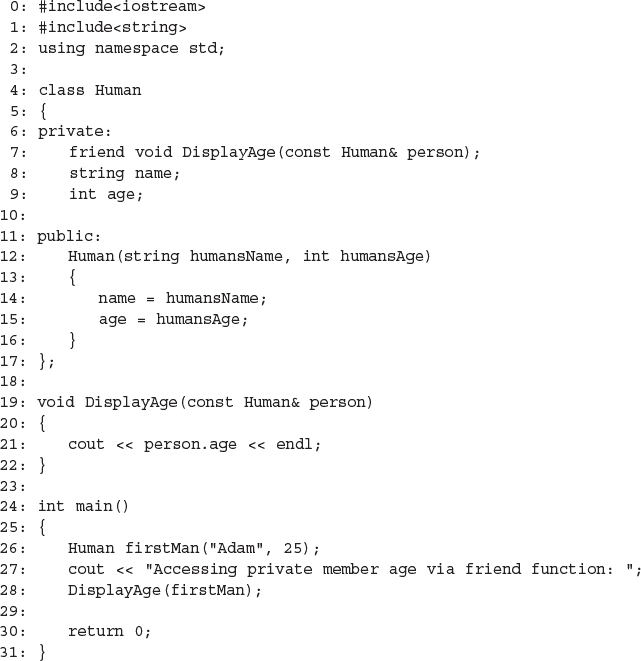 0: #include<iostream>
1: #include<string>
2: using namespace std;
3:
4: class Human
5: {
6: private:
7:    friend void DisplayAge(const Human& person);
8:    string name;
9:    int age;
10:
11: public:
12:    Human(string humansName, int humansAge)
13:    {
14:       name = humansName;
15:       age = humansAge;
16:    }
17: };
18:
19: void DisplayAge(const Human& person)
20: {
21:    cout << person.age << endl;
22: }
23:
24: int main()
25: {
26:    Human firstMan("Adam", 25);
27:    cout << "Accessing private member age via friend function: ";
28:    DisplayAge(firstMan);
29:
30:    return 0;
31: }